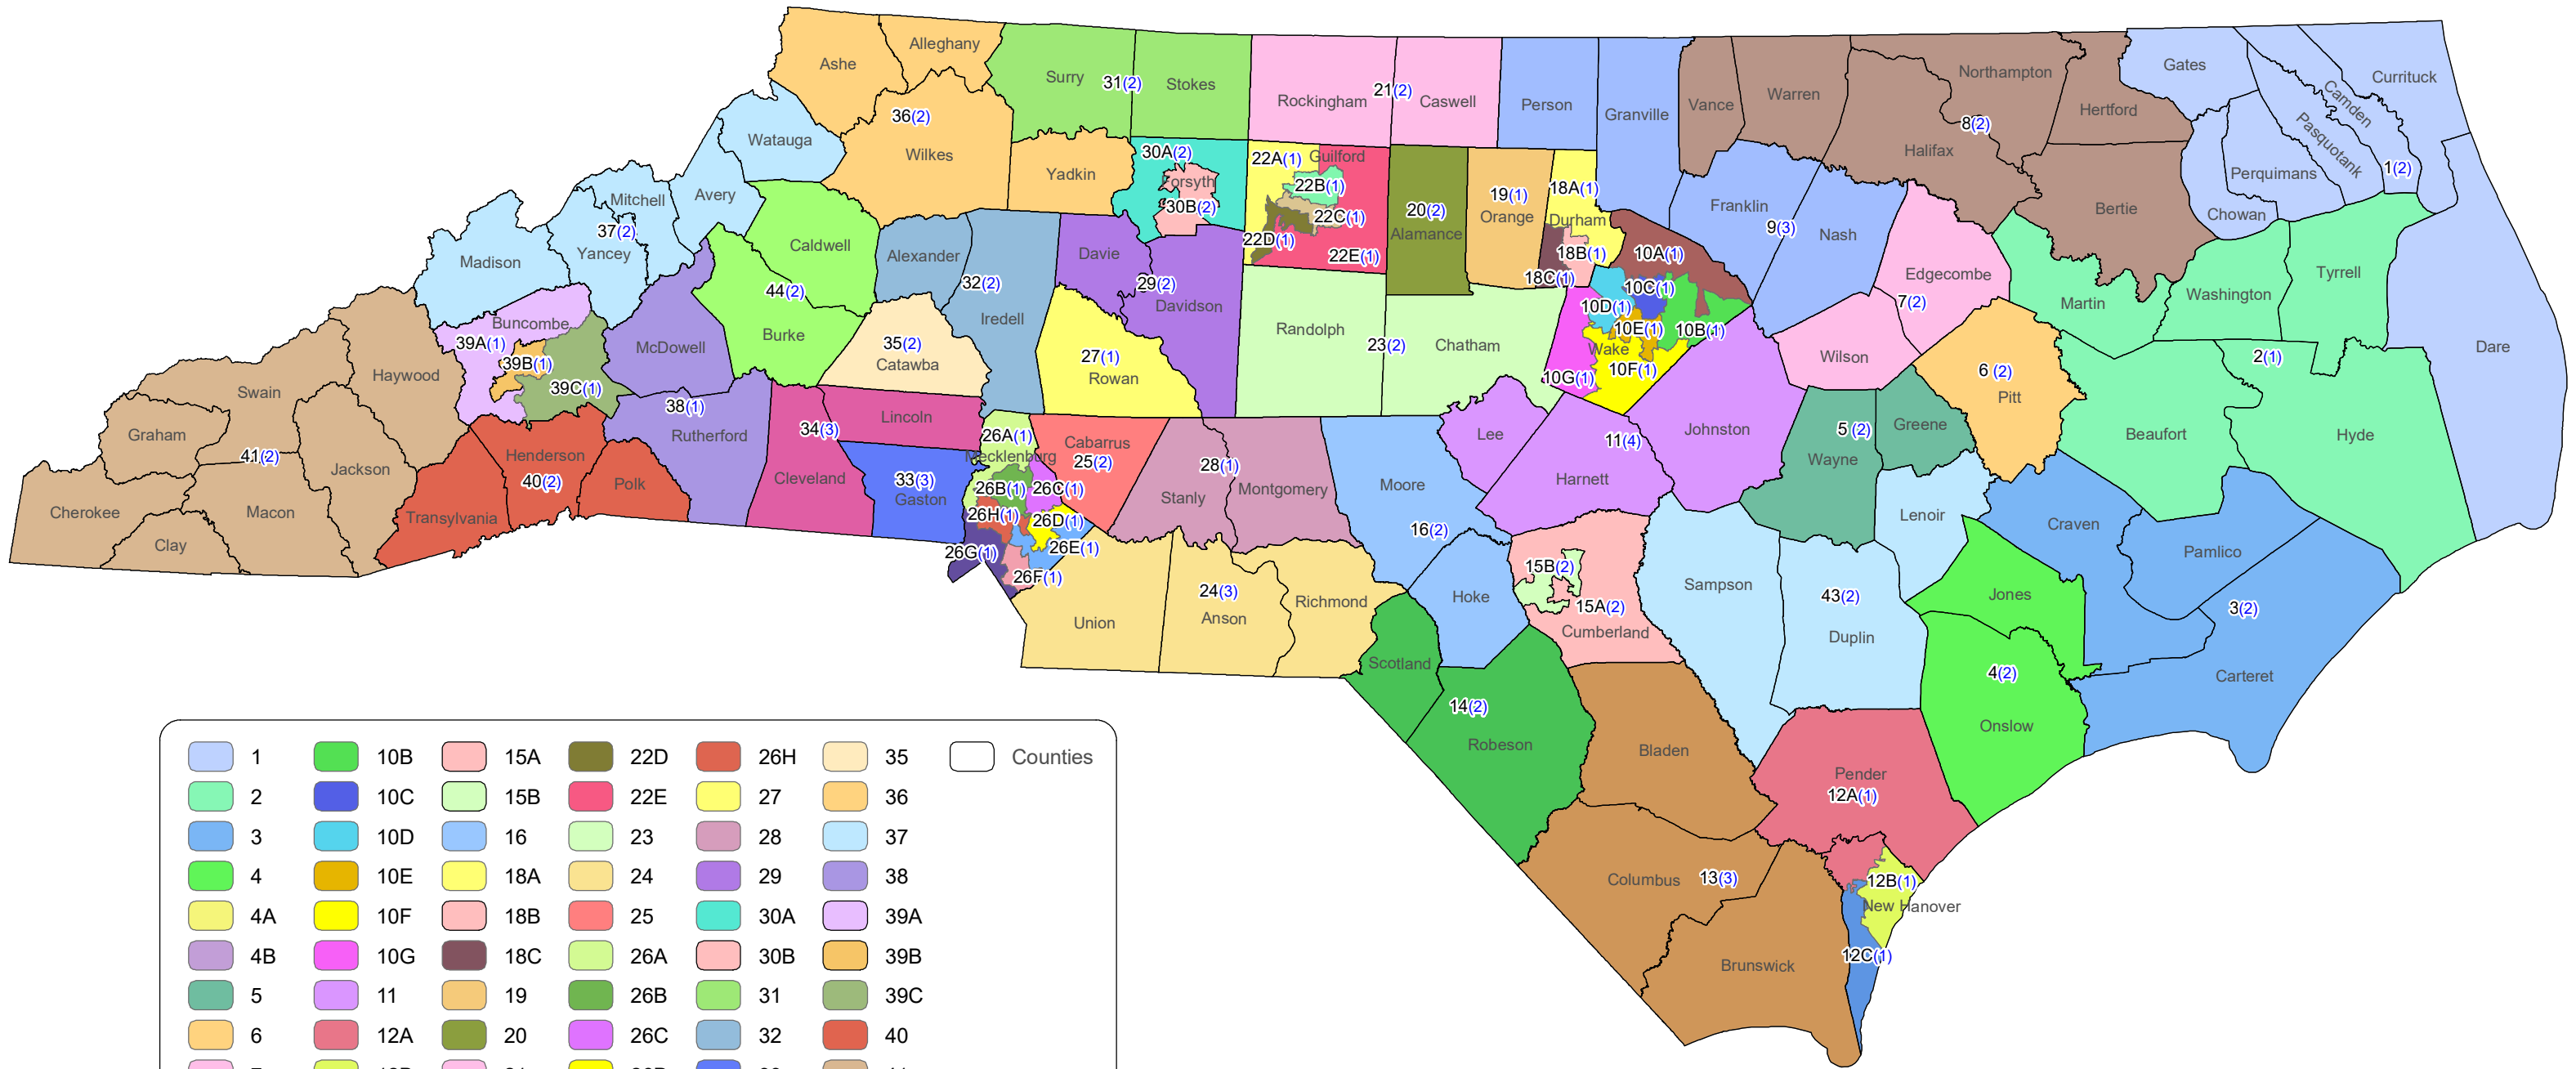 Alleghany
Ashe
Surry
31(2)
Stokes
Rockingham
21(2)
Caswell
Person
Granville
Vance
Warren
Northampton
Halifax
8(2)
Hertford
Gates
Camden
Currituck
Pasquotank
Perquimans
1(2)
Chowan
Bertie
36(2)
Wilkes
Watauga
Yadkin
30A(2)
Forsyth
30B(2)
22A(1)
Guilford
22B(1)
22C(1)
22D(1)
22E(1)
20(2)
Alamance
19(1)
Orange
18A(1)
Durham
18B(1)
18C(1)
10A(1)
Franklin
9(3)
Nash
Edgecombe
7(2)
Wilson
Martin
Washington
Tyrrell
Dare
2(1)
Mitchell
Avery
37(2)
Yancey
Madison
Caldwell
44(2)
Burke
Alexander
32(2)
Iredell
Davie
29(2)
Davidson
Randolph
23(2)
Chatham
10C(1)
10D(1)
10E(1)
10B(1)
Wake
10F(1)
10G(1)
Buncombe
39A(1)
39B(1)
39C(1)
McDowell
35(2)
Catawba
27(1)
Rowan
6 (2)
Pitt
Beaufort
Hyde
Haywood
Swain
Graham
41(2)
Jackson
Cherokee
Macon
Clay
38(1)
Rutherford
Henderson
40(2)
Polk
Transylvania
34(3)
Lincoln
Cleveland
33(3)
Gaston
26A(1)
Mecklenburg
26B(1)
26C(1)
26H(1)
26D(1)
26E(1)
26G(1)
26F(1)
Cabarrus
25(2)
28(1)
Stanly
Montgomery
Moore
16(2)
Lee
11(4)
Harnett
Johnston
5 (2)
Wayne
Greene
Lenoir
Craven
Pamlico
3(2)
Carteret
Jones
4(2)
Onslow
Union
24(3)
Anson
Richmond
Scotland
Hoke
15B(2)
15A(2)
Cumberland
Sampson
43(2)
Duplin
14(2)
Robeson
Bladen
Pender
12A(1)
12B(1)
New Hanover
12C(1)
Columbus
13(3)
Brunswick
1 10B 15A 22D 26H 35 Counties
2 10C 15B 22E 27 36
3 10D 16 23 28 37
4 10E 18A 24 29 38
4A 10F 18B 25 30A 39A
4B 10G 18C 26A 30B 39B
5 11 19 26B 31 39C
6 12A 20 26C 32 40